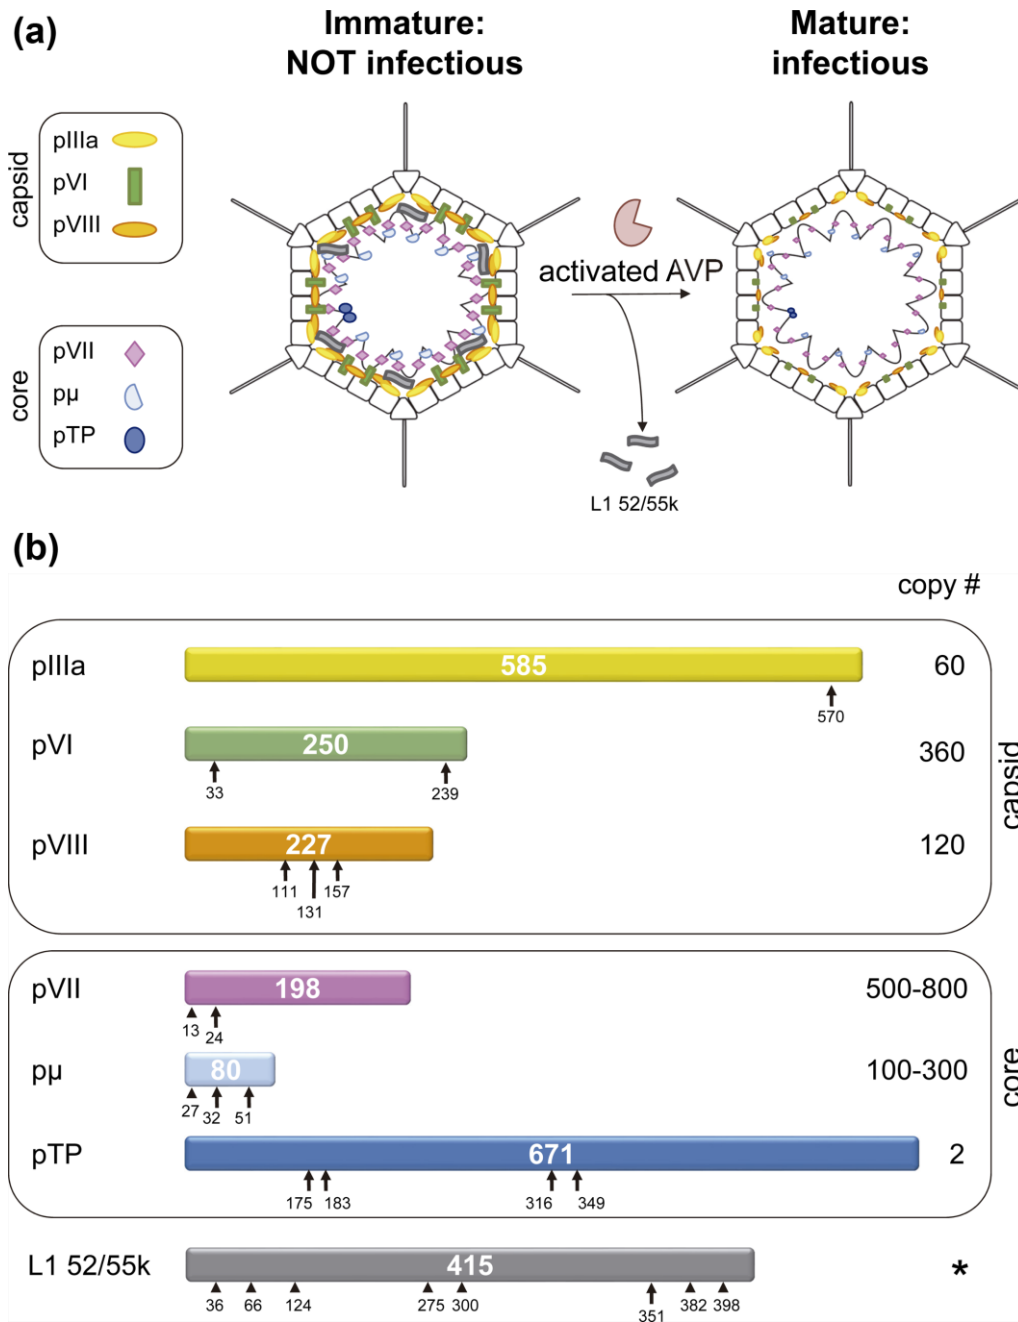 (a)
Immature:
NOT infectious
Mature:
infectious
capsid
pIIIa
pVI
pVIII
core
pVII
pµ
pTP
activated AVP
L1 52/55k
(b)
copy #
pIIIa
585
570
60
pVI
250
33
239
360
pVIII
227
111
131
157
120
capsid
pVII
198
13
24
500-800
pµ
80
27
32
51
100-300
pTP
671
175
183
316
349
2
core
L1 52/55k
415
36
66
124
275
300
351
382
398
*